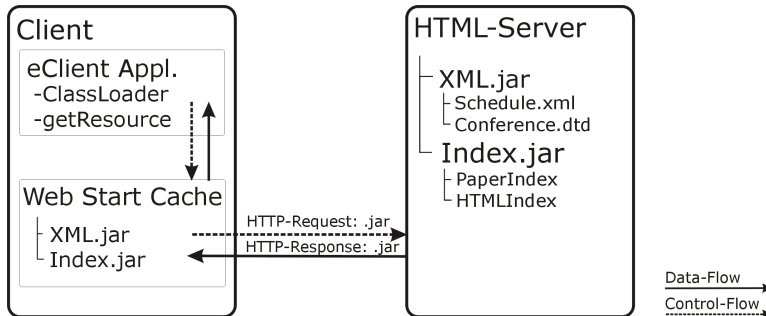 Client
eClient Appl.
-ClassLoader
-getResource
Web Start Cache
XML.jar
Index.jar
HTTP-Request: .jar
HTTP-Response: .jar
HTML-Server
XML.jar
Schedule.xml
Conference.dtd
Index.jar
PaperIndex
HTMLIndex
Data-Flow
Control-Flow